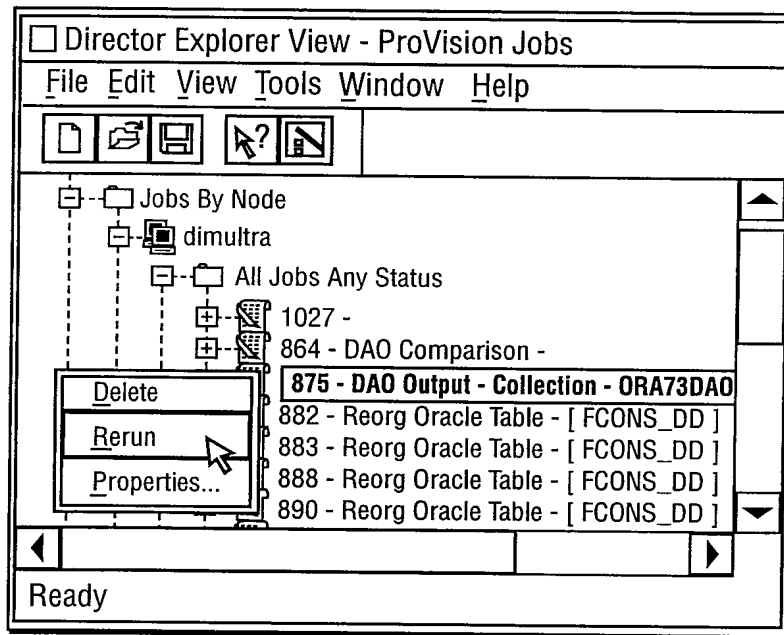 Director Explorer View - ProVision Jobs
File Edit View Tools Window Help
?
Jobs By Node
dimultra
All Jobs Any Status
1027 -
864 - DAO Comparison -
875 - DAO Output - Collection - ORA73DAO
Delete
882 - Reorg Oracle Table - [ FCONS_DD ]
Rerun
883 - Reorg Oracle Table - [ FCONS_DD ]
Properties...
888 - Reorg Oracle Table - [ FCONS_DD ]
890 - Reorg Oracle Table - [ FCONS_DD ]
Ready